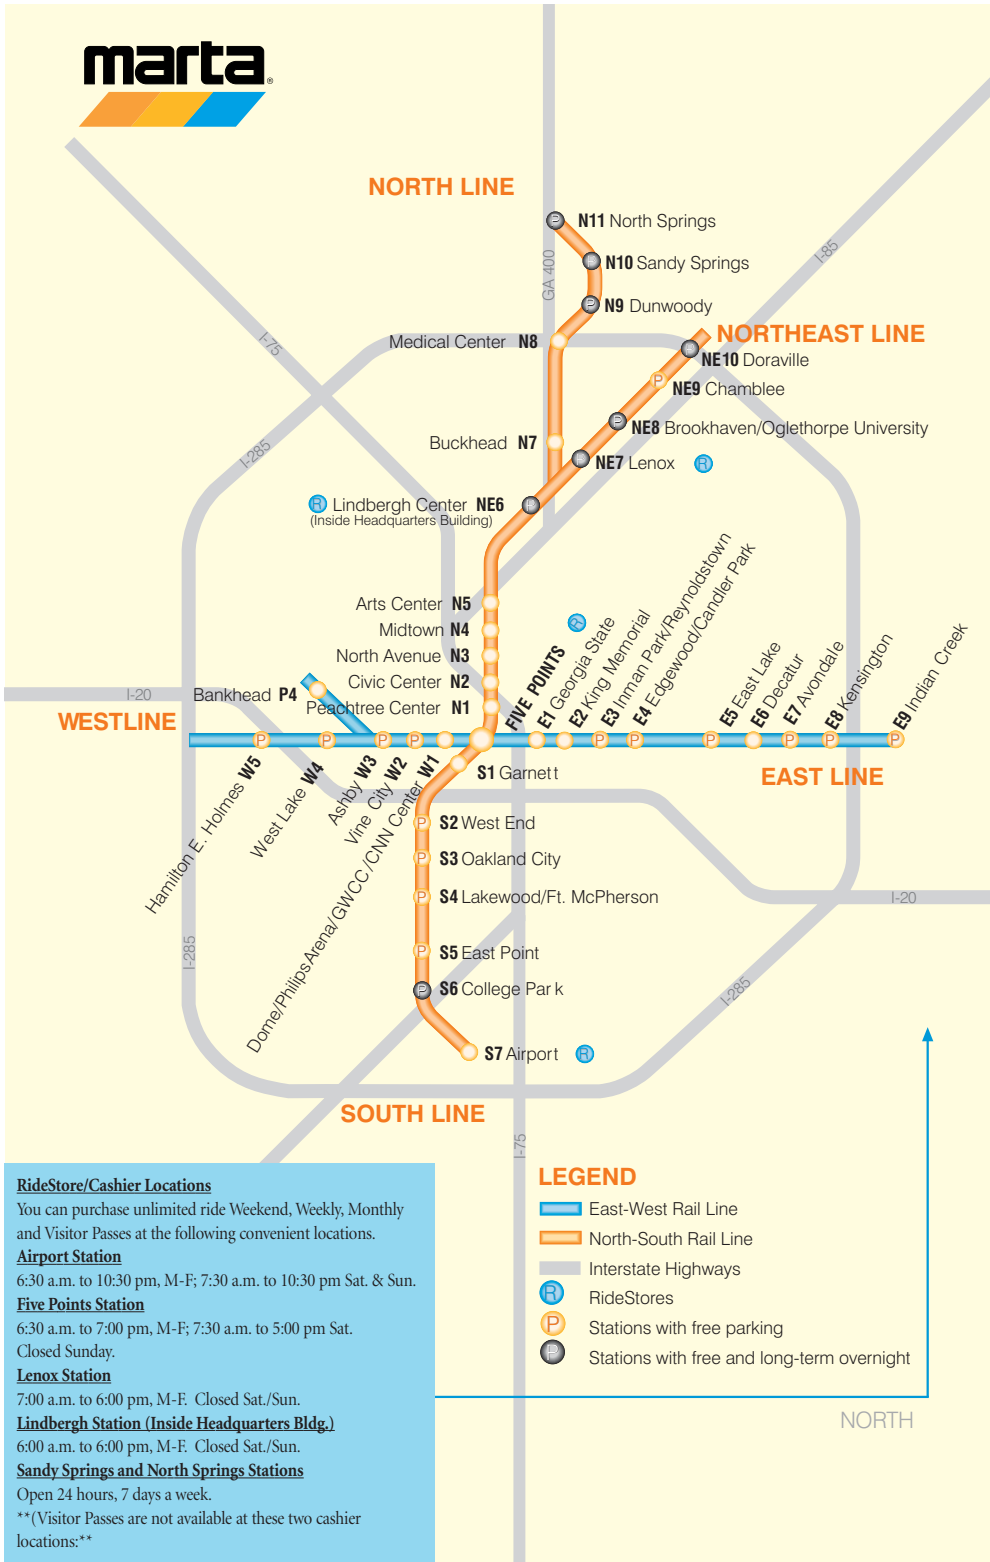 marta®
NORTH LINE
N11 North Springs
N10 Sandy Springs
N9 Dunwoody
GA 400
I-85
I-75
NORTHEAST LINE
Medical Center N8
NE10 Doraville
NE9 Chamblee
NE8 Brookhaven/Oglethorpe University
Buckhead N7
I-285
NE7 Lenox R
R Lindbergh Center NE6
(Inside Headquarters Building)
Arts Center N5
Midtown N4
North Avenue N3
Civic Center N2
Peachtree Center N1
I-20
Bankhead P4
WESTLINE
R
FIVE POINTS
E1 Georgia State
E2 King Memorial
E3 Inman Park/Reynoldstown
E4 Edgewood/Candler Park
E5 East Lake
E6 Decatur
E7 Avondale
E8 Kensington
E9 Indian Creek
EAST LINE
Hamilton E. Holmes W5
West Lake W4
Ashby W3
Vine City W2
Dome/Philips Arena/GWCC/CNN Center W1
S1 Garnett
S2 West End
S3 Oakland City
S4 Lakewood/Ft. McPherson
I-20
S5 East Point
I-285
S6 College Park
I-285
S7 Airport R
SOUTH LINE
I-75
RideStore/Cashier Locations
You can purchase unlimited ride Weekend, Weekly, Monthly
and Visitor Passes at the following convenient locations.
Airport Station
6:30 a.m. to 10:30 pm, M-F; 7:30 a.m. to 10:30 pm Sat. & Sun.
Five Points Station
6:30 a.m. to 7:00 pm, M-F; 7:30 a.m. to 5:00 pm Sat.
Closed Sunday.
Lenox Station
7:00 a.m. to 6:00 pm, M-F. Closed Sat./Sun.
Lindbergh Station (Inside Headquarters Bldg.)
6:00 a.m. to 6:00 pm, M-F. Closed Sat./Sun.
Sandy Springs and North Springs Stations
Open 24 hours, 7 days a week.
**(Visitor Passes are not available at these two cashier
locations:**
LEGEND
East-West Rail Line
North-South Rail Line
Interstate Highways
R RideStores
P Stations with free parking
P Stations with free and long-term overnight
NORTH